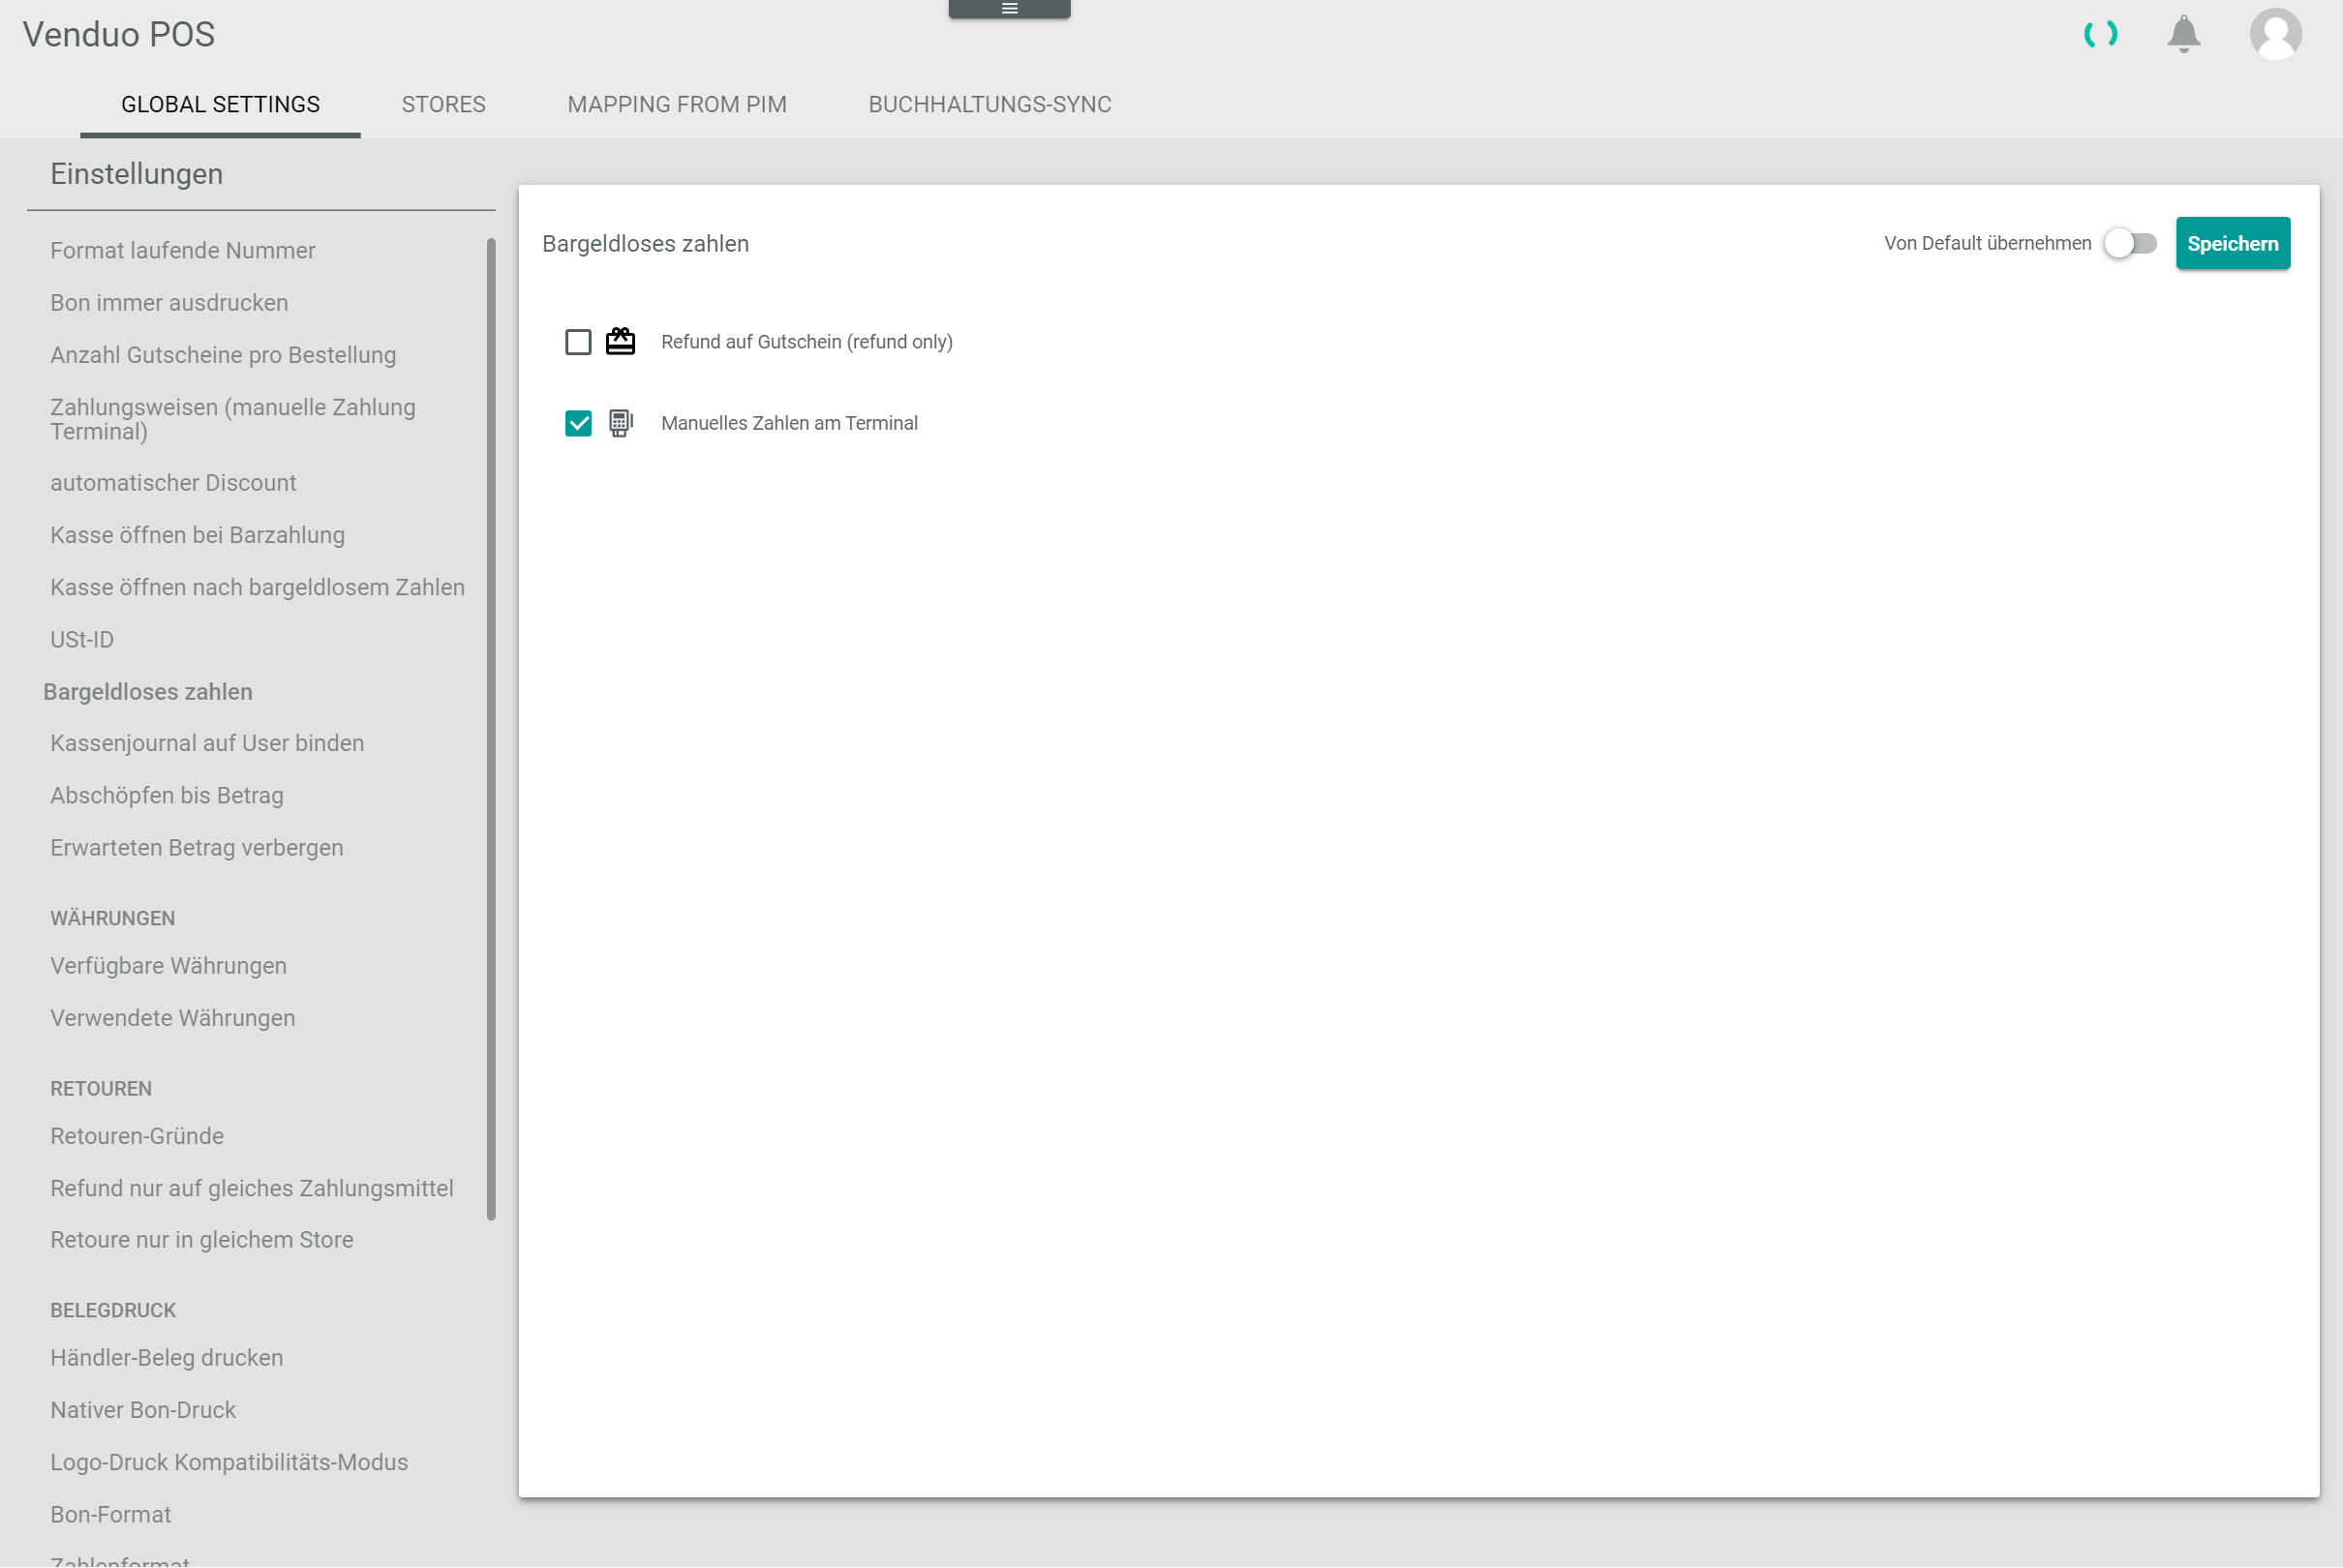 Venduo POS
GLOBAL SETTINGS
STORES
MAPPING FROM PIM
BUCHHALTUNGS-SYNC
Einstellungen
Format laufende Nummer
Bon immer ausdrucken
Anzahl Gutscheine pro Bestellung
Zahlungsweisen (manuelle Zahlung
Terminal)
automatischer Discount
Kasse öffnen bei Barzahlung
Kasse öffnen nach bargeldlosem Zahlen
USt-ID
Bargeldloses zahlen
Kassenjournal auf User binden
Abschöpfen bis Betrag
Erwarteten Betrag verbergen
WÄHRUNGEN
Verfügbare Währungen
Verwendete Währungen
RETOUREN
Retouren-Gründe
Refund nur auf gleiches Zahlungsmittel
Retoure nur in gleichem Store
BELEGDRUCK
Händler-Beleg drucken
Nativer Bon-Druck
Logo-Druck Kompatibilitäts-Modus
Bon-Format
Zahlenformat
Bargeldloses zahlen
Von Default übernehmen
Speichern
Refund auf Gutschein (refund only)
Manuelles Zahlen am Terminal